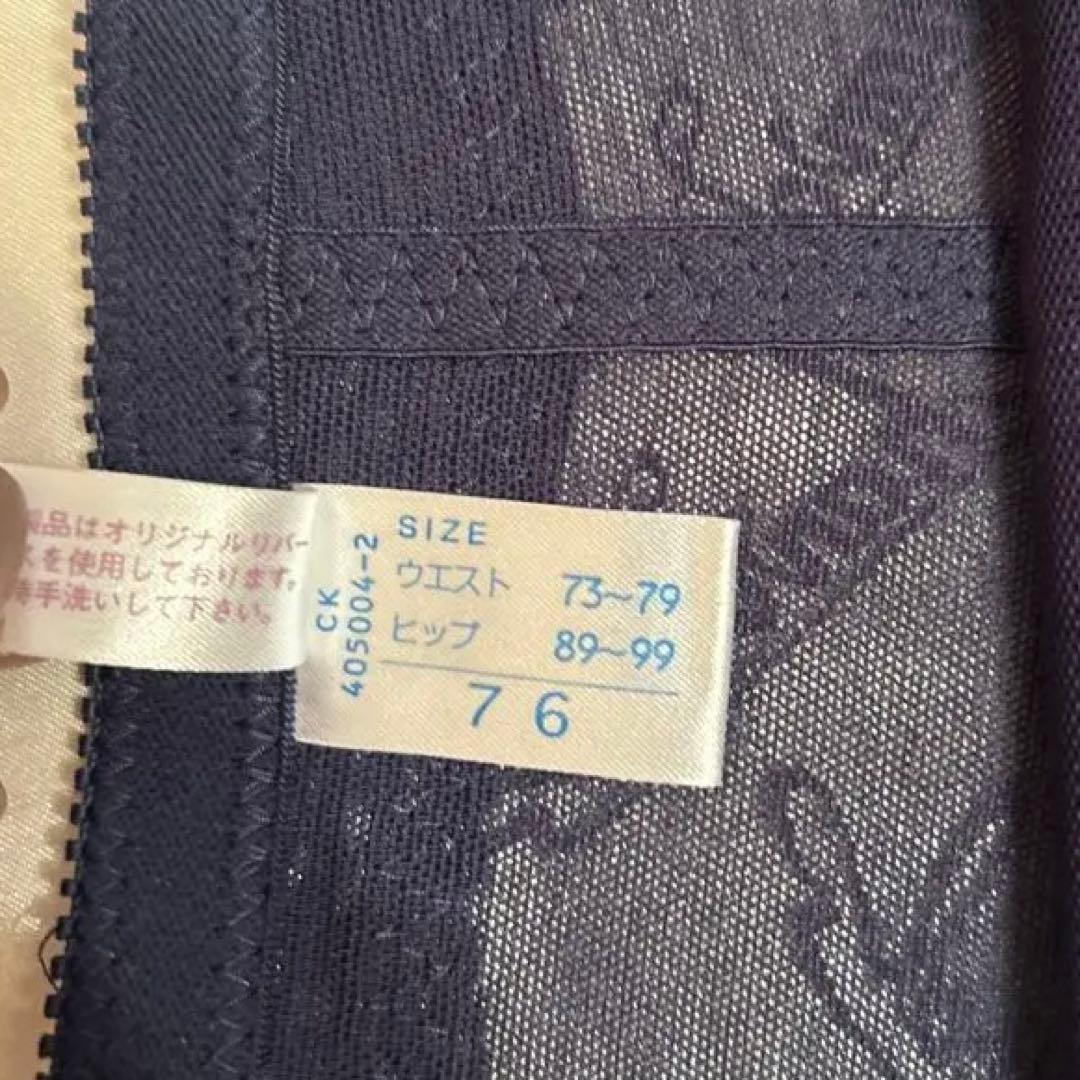 製品はオリジナルリバー
スを使用しております。
手洗いして下さい。
CK
405004-2
SIZE
ウエスト 73~79
ヒップ 89~99
76